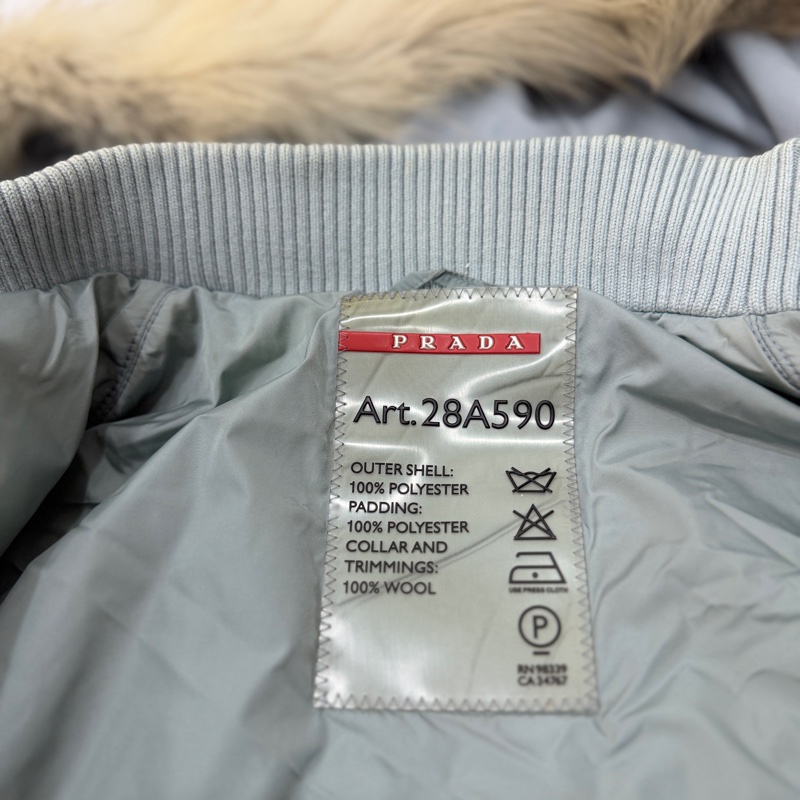 PRADA
Art. 28A590
OUTER SHELL:
100% POLYESTER
PADDING:
100% POLYESTER
COLLAR AND
TRIMMINGS:
100% WOOL
USE PRESS CLOTH
P
RN 98339
CA 34767